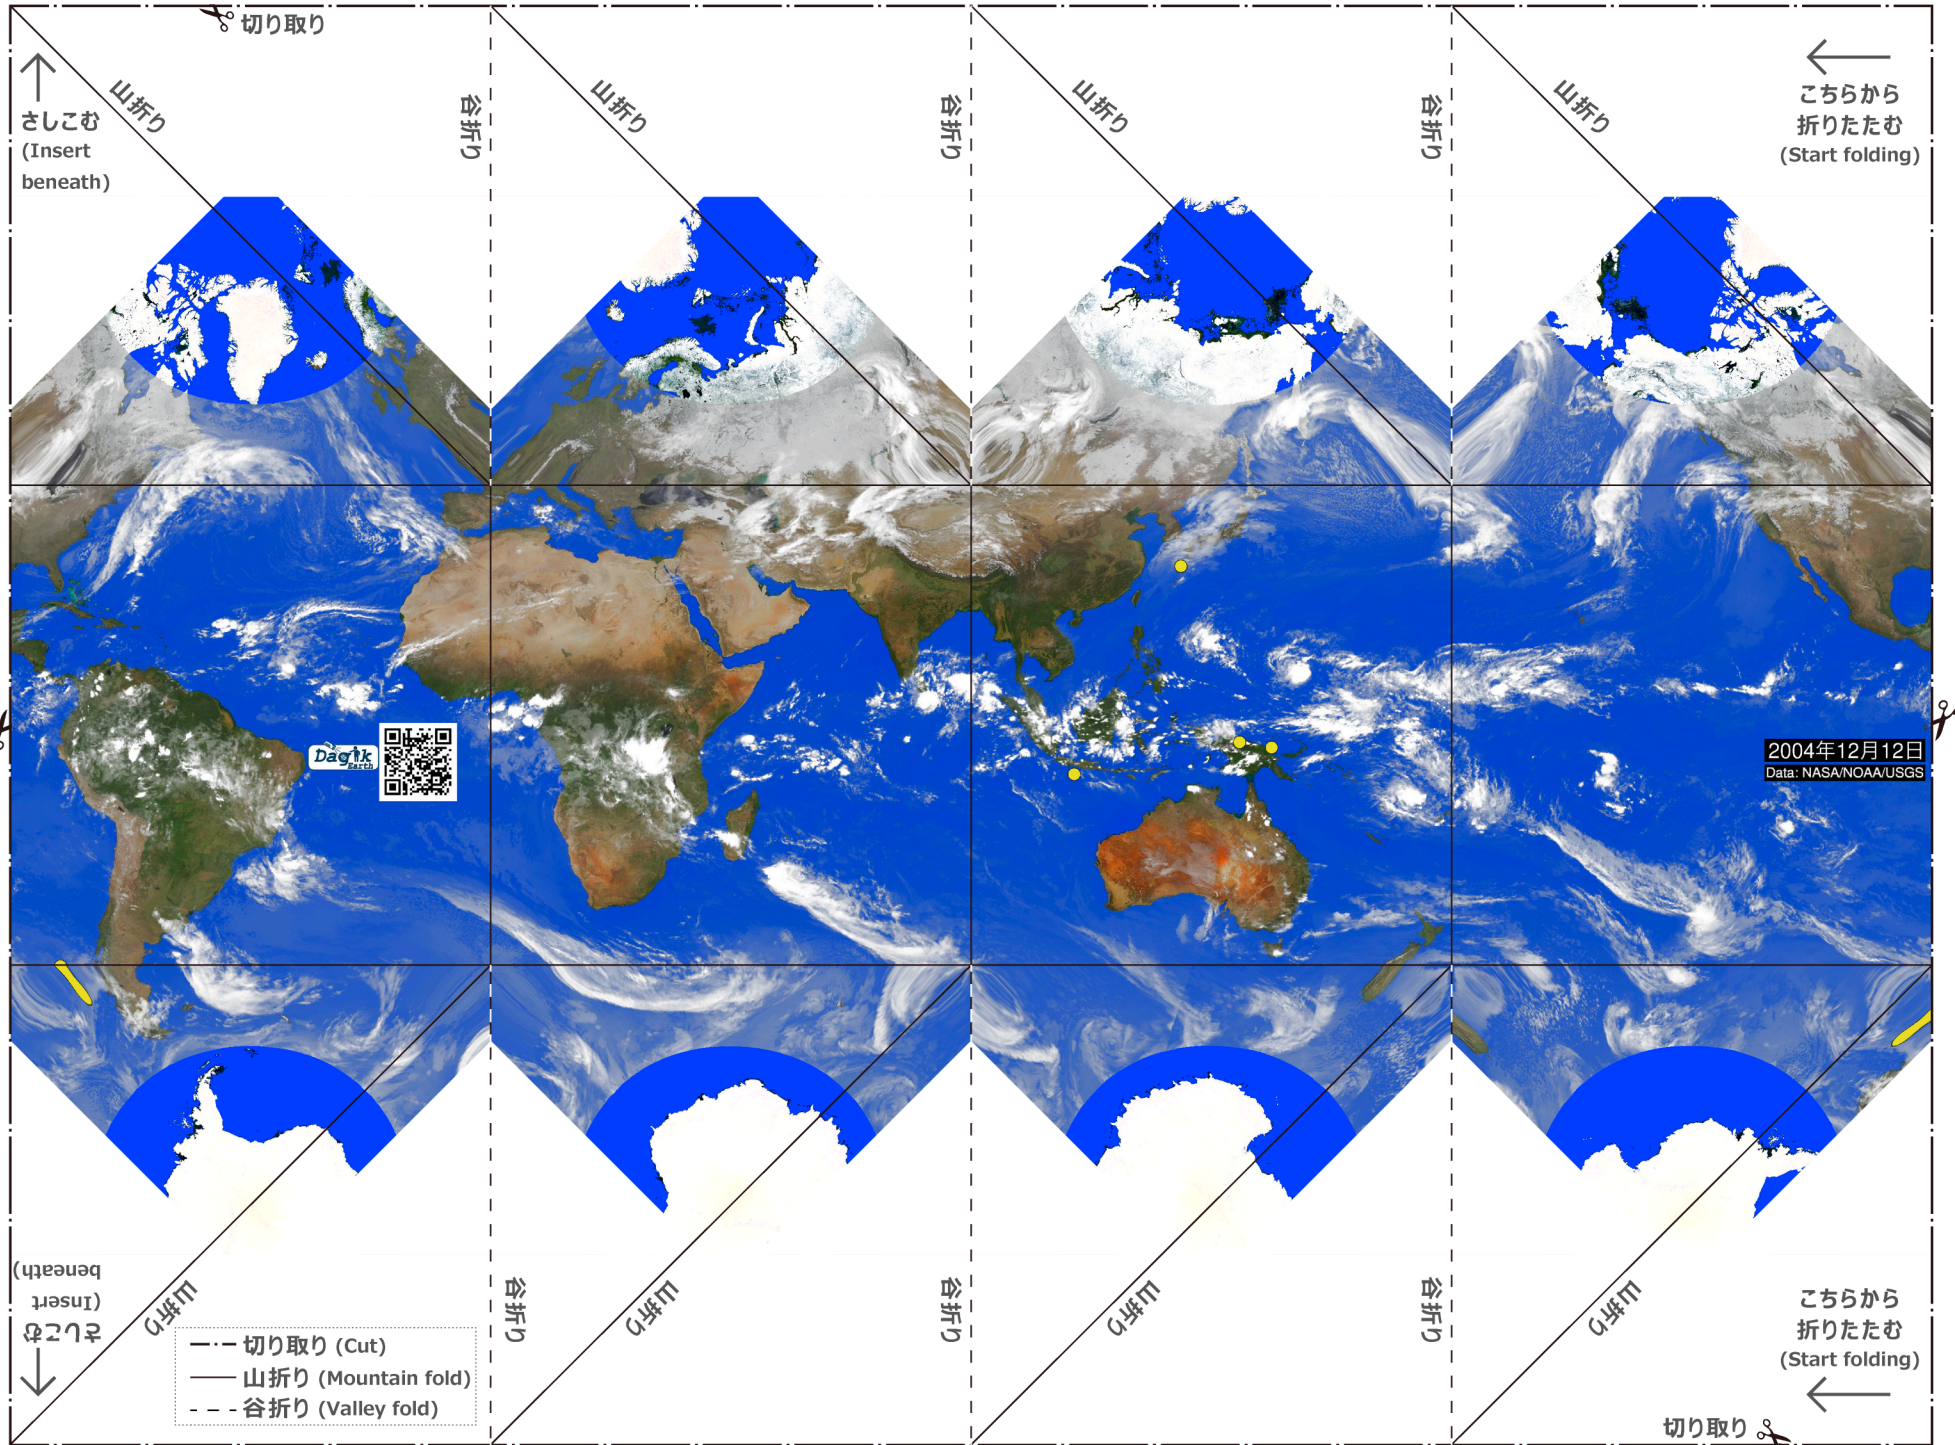 切り取り
山折り
谷折り
山折り
谷折り
山折り
谷折り
山折り
さしこむ
(Insert
beneath)
こちらから
折りたたむ
(Start folding)
Dagik
Earth
2004年12月12日
Data: NASA/NOAA/USGS
さしこむ
(Insert
beneath)
山折り
谷折り
山折り
谷折り
山折り
谷折り
山折り
こちらから
折りたたむ
(Start folding)
切り取り (Cut)
山折り (Mountain fold)
谷折り (Valley fold)
切り取り